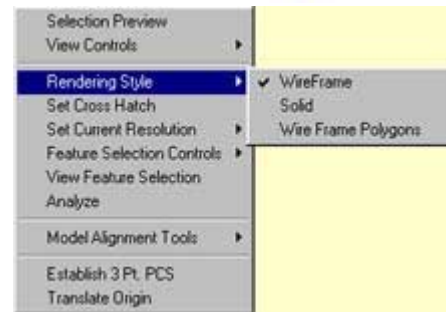 Selection Preview
View Controls
Rendering Style
Set Cross Hatch
Set Current Resolution
Feature Selection Controls
View Feature Selection
Analyze
Model Alignment Tools
Establish 3 Pt. PCS
Translate Origin
WireFrame
Solid
Wire Frame Polygons